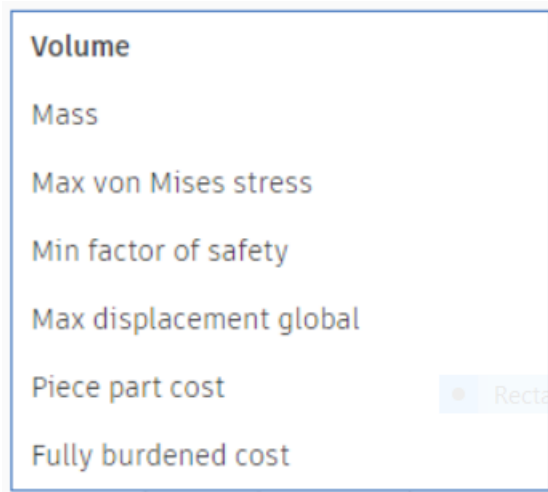 Volume
Mass
Max von Mises stress
Min factor of safety
Max displacement global
Piece part cost
Fully burdened cost